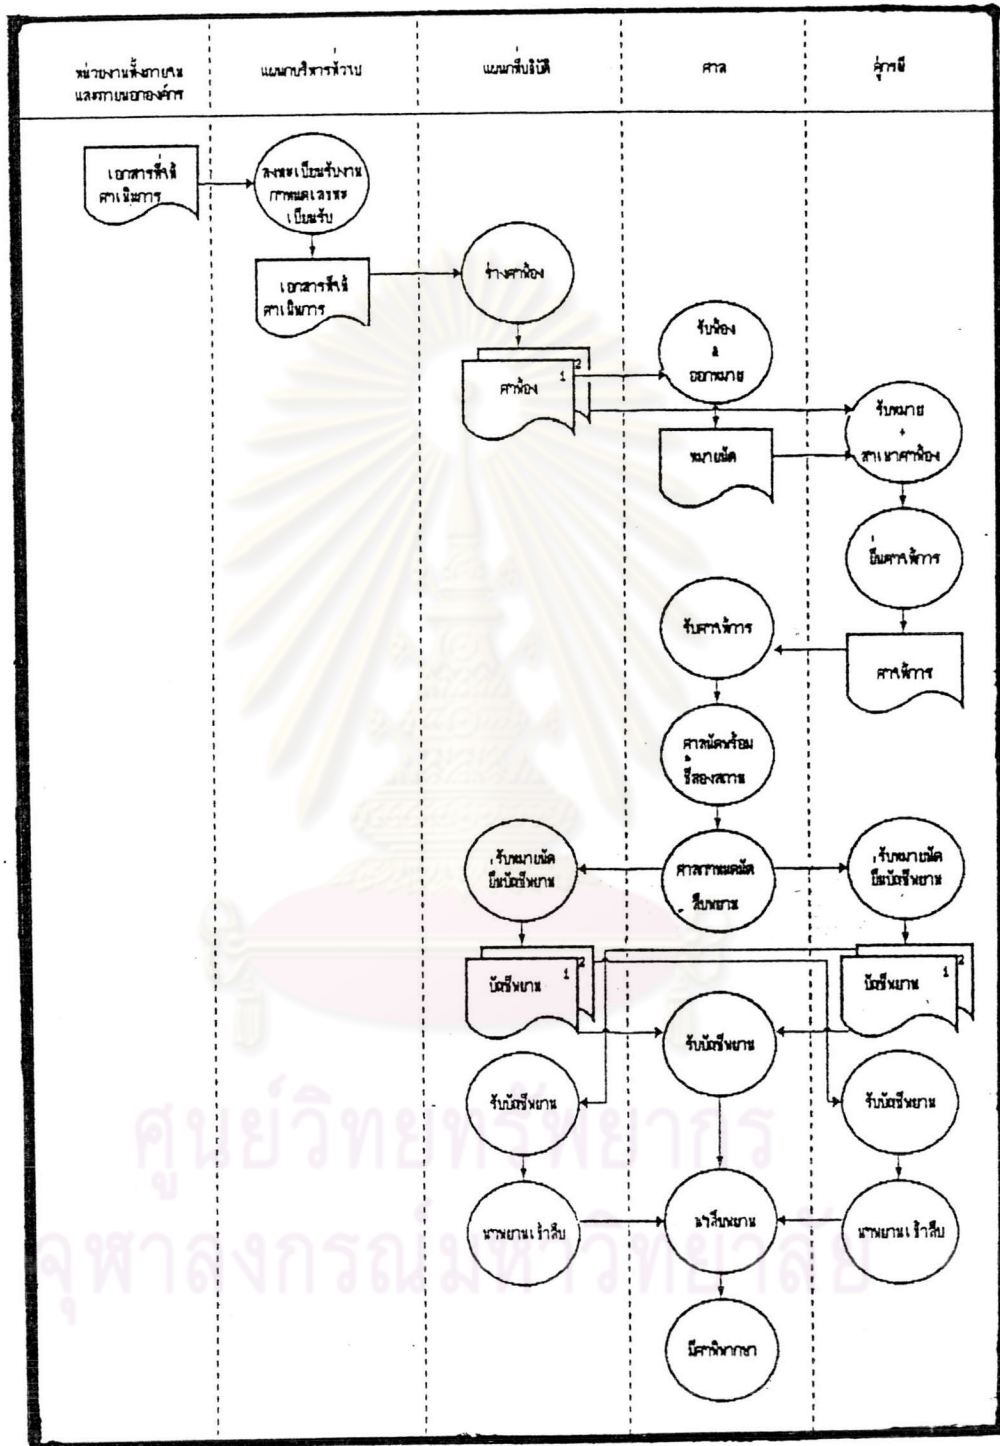 หน่วยงานทั้งภายใน
และภายนอกองค์กร
แผนกบริหารทั่วไป
แผนกที่ปฏิบัติ
ศาล
คู่กรณี
เอกสารที่ให้
ดำเนินการ
ลงทะเบียนรับงาน
กำหนดเลขทะ
เบียนรับ
เอกสารที่ให้
ดำเนินการ
ร่างคำฟ้อง
คำฟ้อง
1
2
รับฟ้อง
&
ออกหมาย
หมายนัด
รับหมาย
+
สำเนาคำฟ้อง
ยื่นคำให้การ
คำให้การ
รับคำให้การ
ศาลนัดพร้อม
ชี้สองสถาน
ศาลกำหนดนัด
สืบพยาน
รับหมายนัด
ยื่นบัญชีพยาน
รับหมายนัด
ยื่นบัญชีพยาน
บัญชีพยาน
1
2
บัญชีพยาน
1
2
รับบัญชีพยาน
รับบัญชีพยาน
รับบัญชีพยาน
นำพยานเข้าสืบ
นำสืบพยาน
นำพยานเข้าสืบ
มีคำพิพากษา
ศูนย์วิทยทรัพยากร
จุฬาลงกรณ์มหาวิทยาลัย